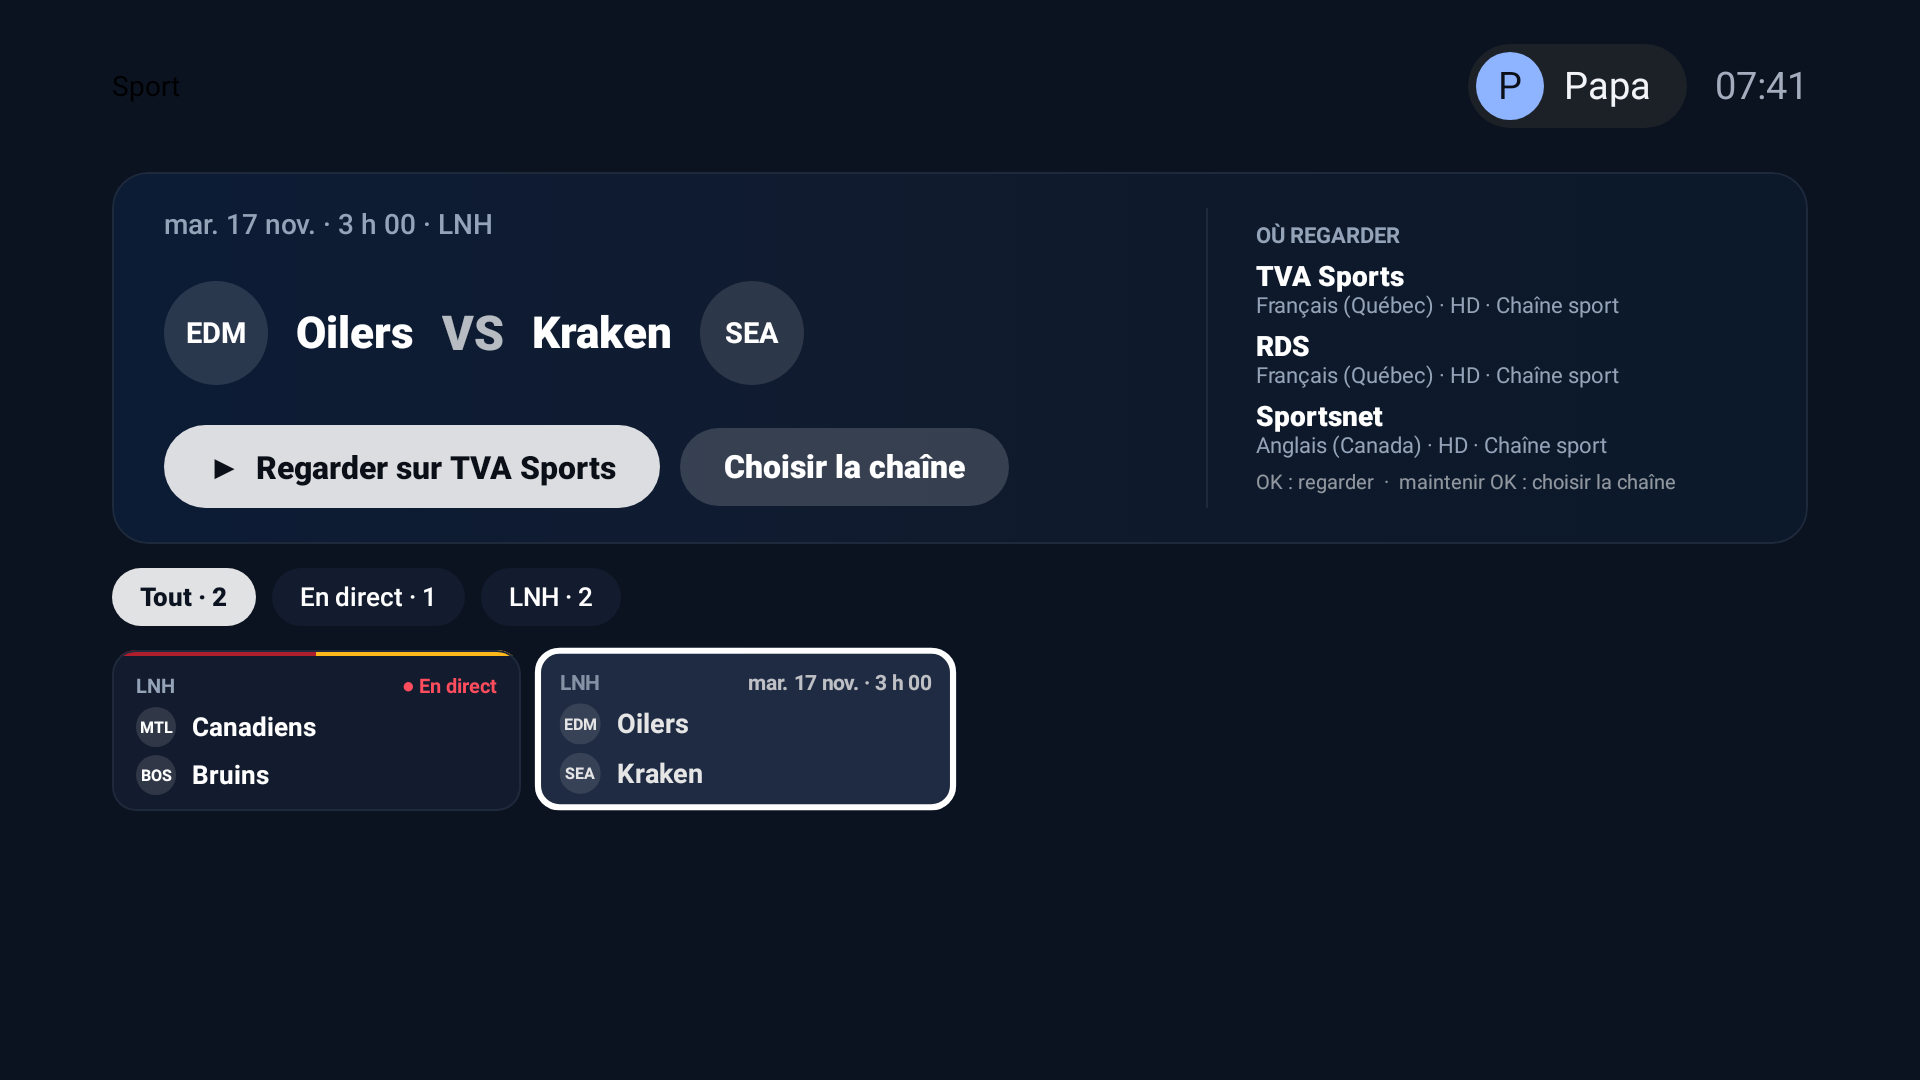 Sport
P Papa 07:41
mar. 17 nov. · 3 h 00 · LNH
EDM Oilers VS Kraken SEA
► Regarder sur TVA Sports
Choisir la chaîne
OÙ REGARDER
TVA Sports
Français (Québec) · HD · Chaîne sport
RDS
Français (Québec) · HD · Chaîne sport
Sportsnet
Anglais (Canada) · HD · Chaîne sport
OK : regarder · maintenir OK : choisir la chaîne
Tout · 2
En direct · 1
LNH · 2
LNH ● En direct
MTL Canadiens
BOS Bruins
LNH mar. 17 nov. · 3 h 00
EDM Oilers
SEA Kraken